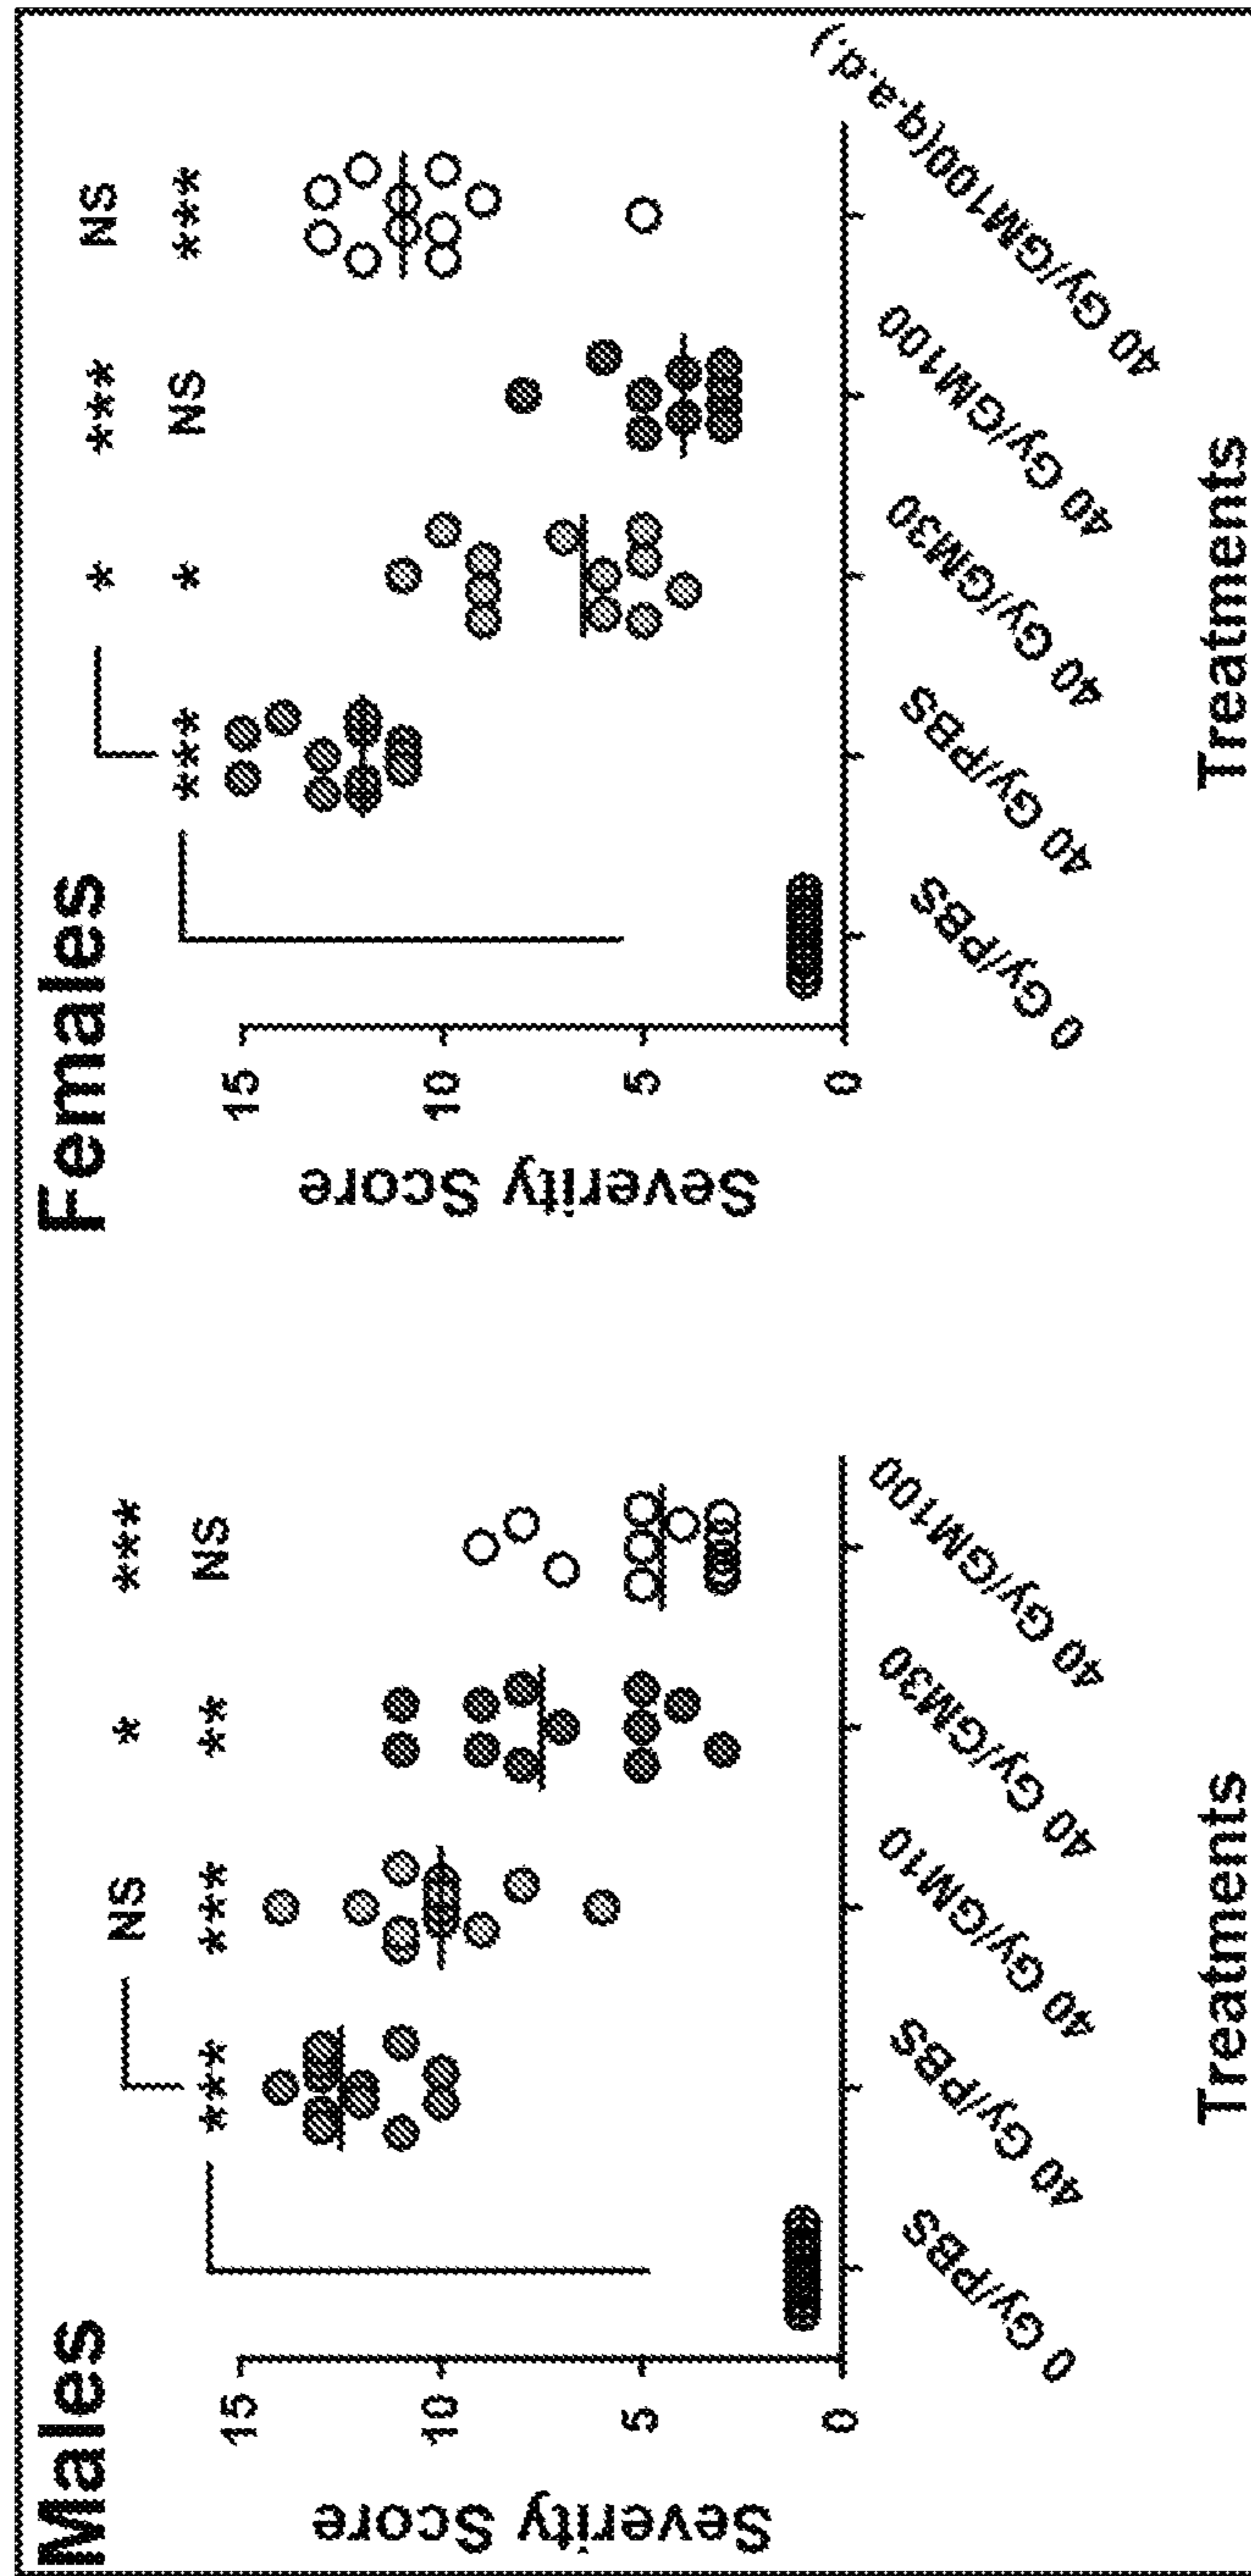 Males
NS * ***
*** *** ** NS
Severity Score
15
10
5
0
0 Gy/PBS
40 Gy/PBS
40 Gy/GM10
40 Gy/GM30
40 Gy/GM100
Treatments
Females
* *** NS
*** * NS ***
Severity Score
15
10
5
0
0 Gy/PBS
40 Gy/PBS
40 Gy/GM30
40 Gy/GM100
40 Gy/GM100(q.a.d.)
Treatments